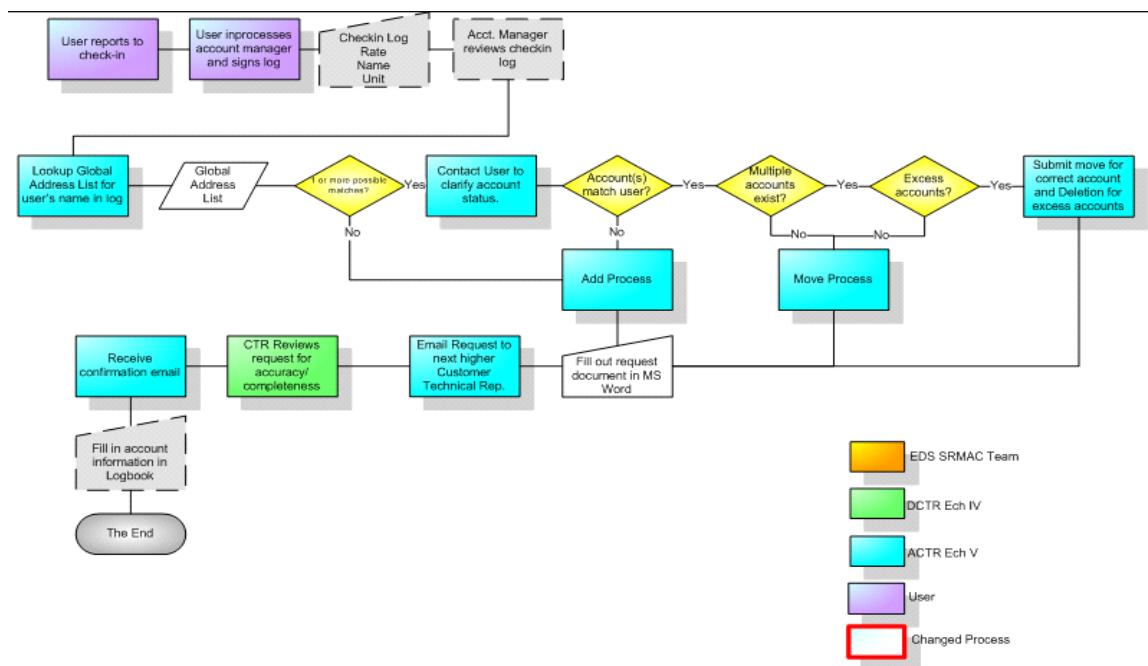 User reports to
check-in
User inprocesses
account manager
and signs log
Checkin Log
Rate
Name
Unit
Acct. Manager
reviews checkin
log
Lookup Global
Address List for
user's name in log
Global
Address
List
1 or more possible
matches?
Yes
Contact User to
clarify account
status.
Account(s)
match user?
Yes
Multiple
accounts
exist?
Yes
Excess
accounts?
Yes
Submit move for
correct account
and Deletion for
excess accounts
No
No
No
No
Add Process
Move Process
Receive
confirmation email
CTR Reviews
request for
accuracy/
completeness
Email Request to
next higher
Customer
Technical Rep.
Fill out request
document in MS
Word
Fill in account
information in
Logbook
The End
EDS SRMAC Team
DCTR Ech IV
ACTR Ech V
User
Changed Process